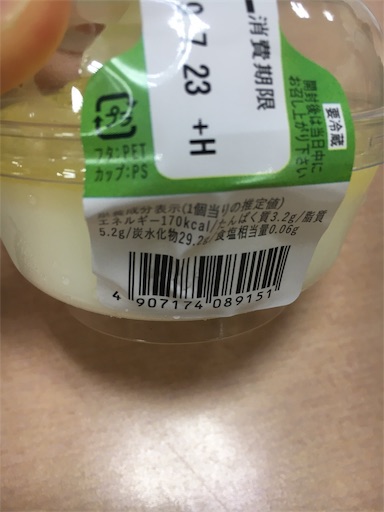 消費期限
7 23 +H
要冷蔵
開封後は当日中に
お召し上がり下さい
フタ:PET
カップ:PS
栄養成分表示(1個当りの推定値)
エネルギー170kcal/たんぱく質3.2g/脂質
5.2g/炭水化物29.2g/食塩相当量0.06g
4 907174 089151